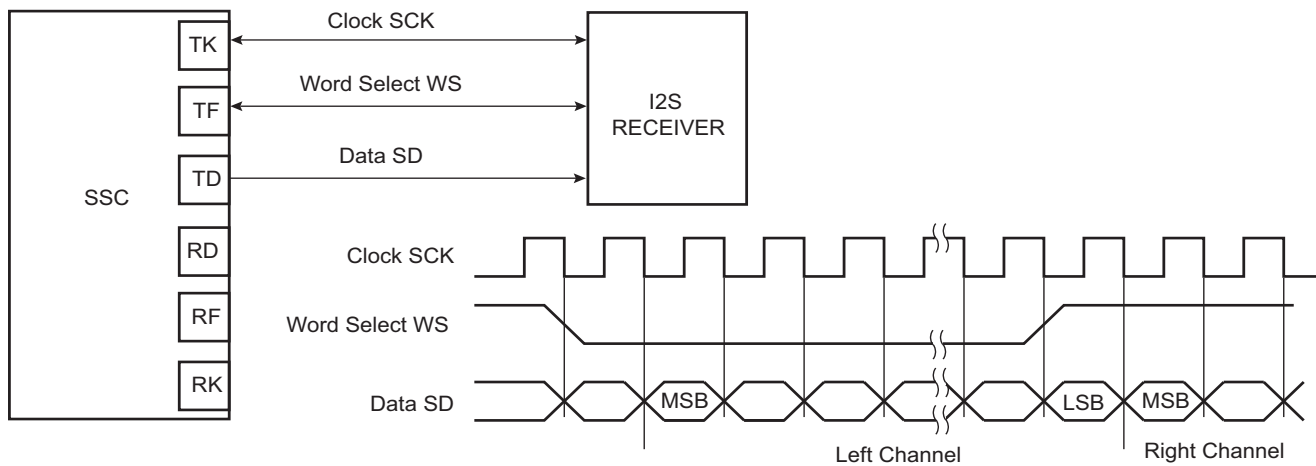 Clock SCK
TK
Word Select WS
TF
I2S
RECEIVER
Data SD
TD
SSC
RD
RF
RK
Clock SCK
Word Select WS
Data SD
MSB
LSB
MSB
Left Channel
Right Channel